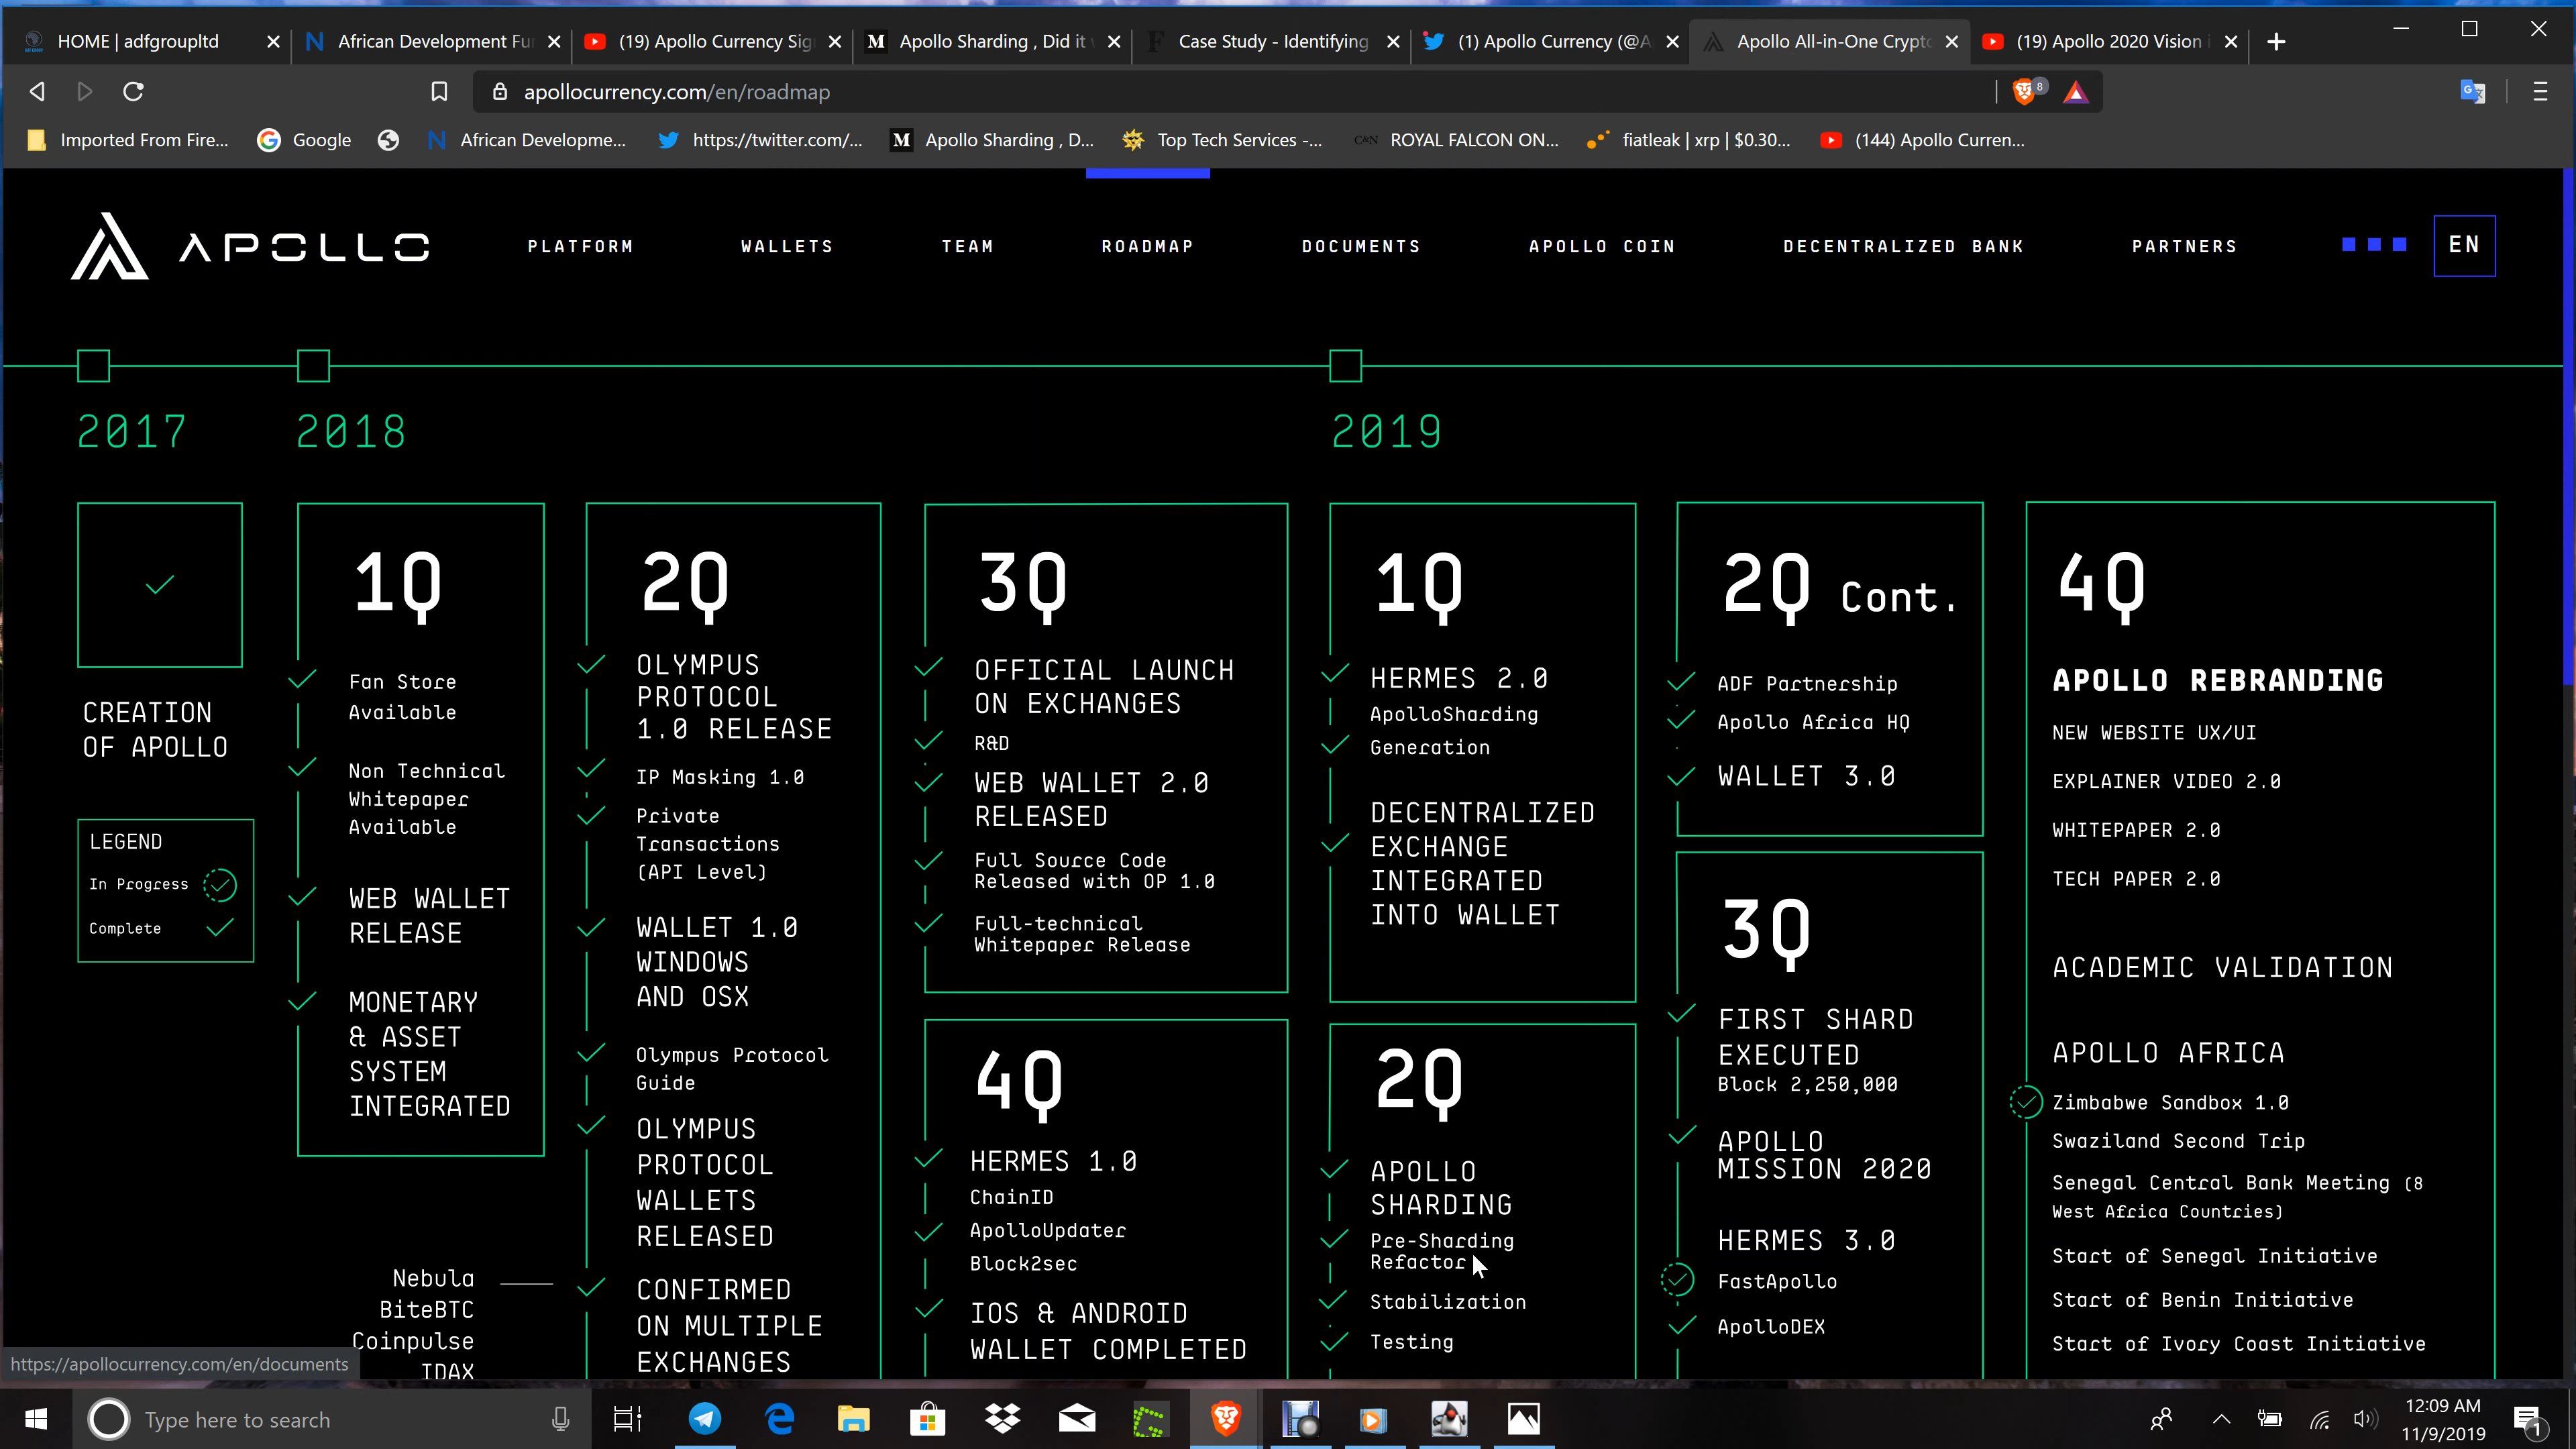 HOME | adfgroupltd
African Development Fu
(19) Apollo Currency Sig
Apollo Sharding , Did it
Case Study - Identifying
(1) Apollo Currency (@A
Apollo All-in-One Crypto
(19) Apollo 2020 Vision
apollocurrency.com/en/roadmap
8
Imported From Fire...
Google
African Developme...
https://twitter.com/...
Apollo Sharding , D...
Top Tech Services -...
ROYAL FALCON ON...
fiatleak | xrp | $0.30...
(144) Apollo Curren...
APOLLO
PLATFORM
WALLETS
TEAM
ROADMAP
DOCUMENTS
APOLLO COIN
DECENTRALIZED BANK
PARTNERS
EN
2017
2018
2019
CREATION
OF APOLLO
LEGEND
In Progress
Complete
1Q
Fan Store
Available
Non Technical
Whitepaper
Available
WEB WALLET
RELEASE
MONETARY
& ASSET
SYSTEM
INTEGRATED
Nebula
BiteBTC
Coinpulse
IDAX
2Q
OLYMPUS
PROTOCOL
1.0 RELEASE
IP Masking 1.0
Private
Transactions
(API Level)
WALLET 1.0
WINDOWS
AND OSX
Olympus Protocol
Guide
OLYMPUS
PROTOCOL
WALLETS
RELEASED
CONFIRMED
ON MULTIPLE
EXCHANGES
3Q
OFFICIAL LAUNCH
ON EXCHANGES
R&D
WEB WALLET 2.0
RELEASED
Full Source Code
Released with OP 1.0
Full-technical
Whitepaper Release
4Q
HERMES 1.0
ChainID
ApolloUpdater
Block2sec
IOS & ANDROID
WALLET COMPLETED
1Q
HERMES 2.0
ApolloSharding
Generation
DECENTRALIZED
EXCHANGE
INTEGRATED
INTO WALLET
2Q
APOLLO
SHARDING
Pre-Sharding
Refactor
Stabilization
Testing
2Q Cont.
ADF Partnership
Apollo Africa HQ
WALLET 3.0
3Q
FIRST SHARD
EXECUTED
Block 2,250,000
APOLLO
MISSION 2020
HERMES 3.0
FastApollo
ApolloDEX
4Q
APOLLO REBRANDING
NEW WEBSITE UX/UI
EXPLAINER VIDEO 2.0
WHITEPAPER 2.0
TECH PAPER 2.0
ACADEMIC VALIDATION
APOLLO AFRICA
Zimbabwe Sandbox 1.0
Swaziland Second Trip
Senegal Central Bank Meeting (8
West Africa Countries)
Start of Senegal Initiative
Start of Benin Initiative
Start of Ivory Coast Initiative
https://apollocurrency.com/en/documents
Type here to search
12:09 AM
11/9/2019
1